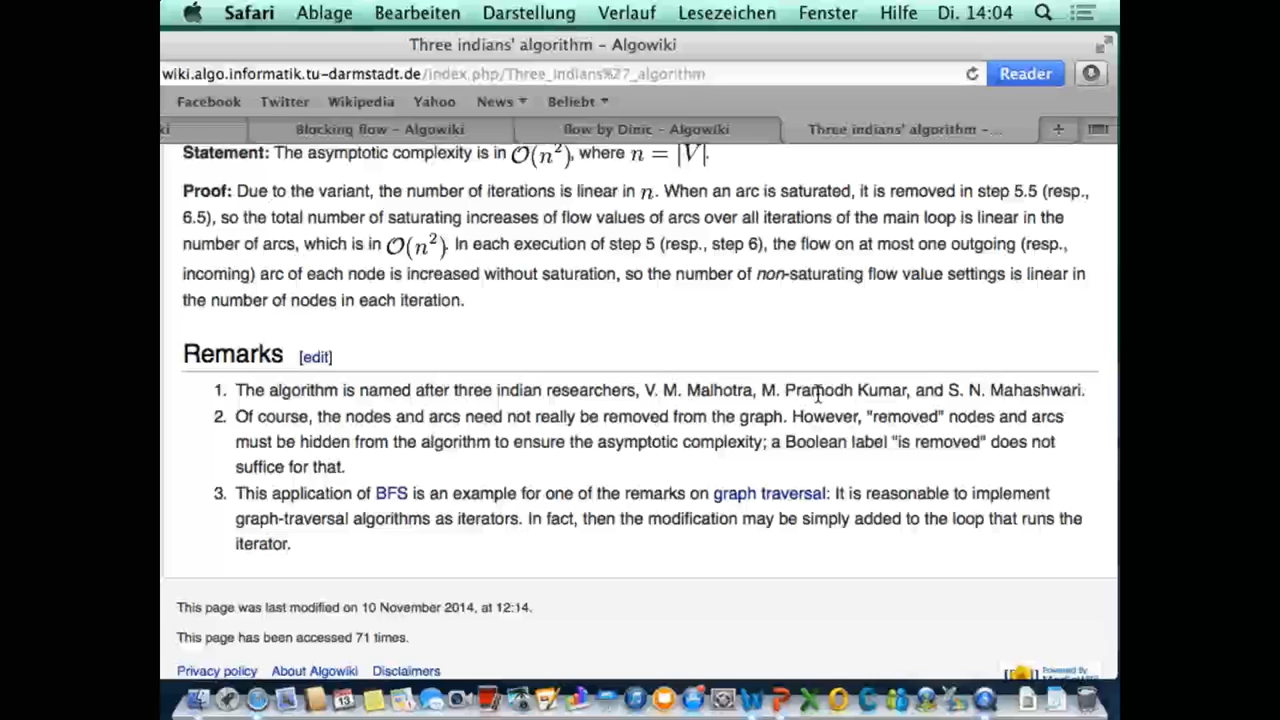 Safari Ablage Bearbeiten Darstellung Verlauf Lesezeichen Fenster Hilfe Di. 14:04
Three indians' algorithm – Algowiki
wiki.algo.informatik.tu-darmstadt.de/index.php/Three_indians%27_algorithm Reader
Facebook Twitter Wikipedia Yahoo News Beliebt
ki Blocking flow – Algowiki flow by Dinic – Algowiki Three indians' algorithm –... +
Statement: The asymptotic complexity is in O(n²), where n = |V|.
Proof: Due to the variant, the number of iterations is linear in n. When an arc is saturated, it is removed in step 5.5 (resp.,
6.5), so the total number of saturating increases of flow values of arcs over all iterations of the main loop is linear in the
number of arcs, which is in O(n²). In each execution of step 5 (resp., step 6), the flow on at most one outgoing (resp.,
incoming) arc of each node is increased without saturation, so the number of non-saturating flow value settings is linear in
the number of nodes in each iteration.
Remarks [edit]
1. The algorithm is named after three indian researchers, V. M. Malhotra, M. Pramodh Kumar, and S. N. Mahashwari.
2. Of course, the nodes and arcs need not really be removed from the graph. However, "removed" nodes and arcs
must be hidden from the algorithm to ensure the asymptotic complexity; a Boolean label "is removed" does not
suffice for that.
3. This application of BFS is an example for one of the remarks on graph traversal: It is reasonable to implement
graph-traversal algorithms as iterators. In fact, then the modification may be simply added to the loop that runs the
iterator.
This page was last modified on 10 November 2014, at 12:14.
This page has been accessed 71 times.
Privacy policy About Algowiki Disclaimers
Powered By